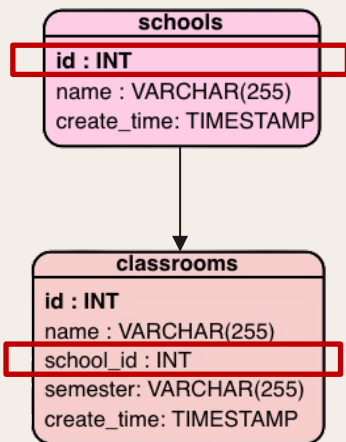 schools
id : INT
name : VARCHAR(255)
create_time: TIMESTAMP
classrooms
id : INT
name : VARCHAR(255)
school_id : INT
semester: VARCHAR(255)
create_time: TIMESTAMP